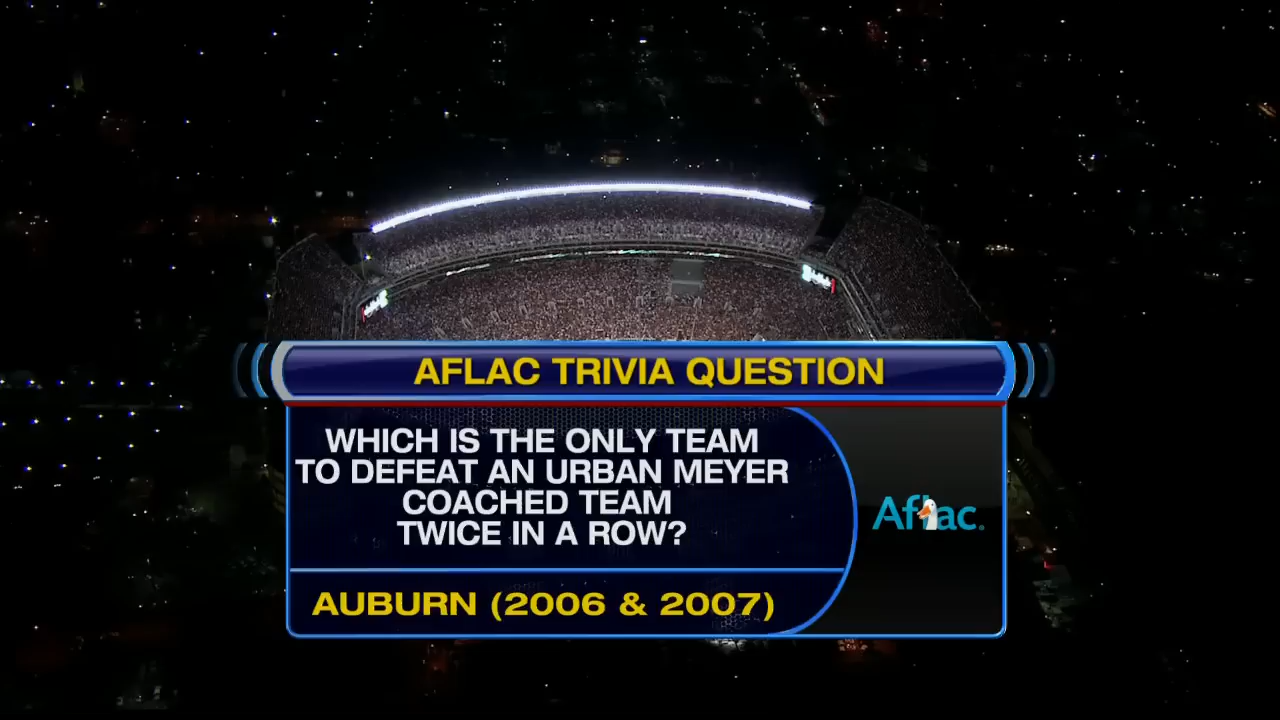 AFLAC TRIVIA QUESTION
WHICH IS THE ONLY TEAM
TO DEFEAT AN URBAN MEYER
COACHED TEAM
TWICE IN A ROW?
Aflac.
AUBURN (2006 & 2007)